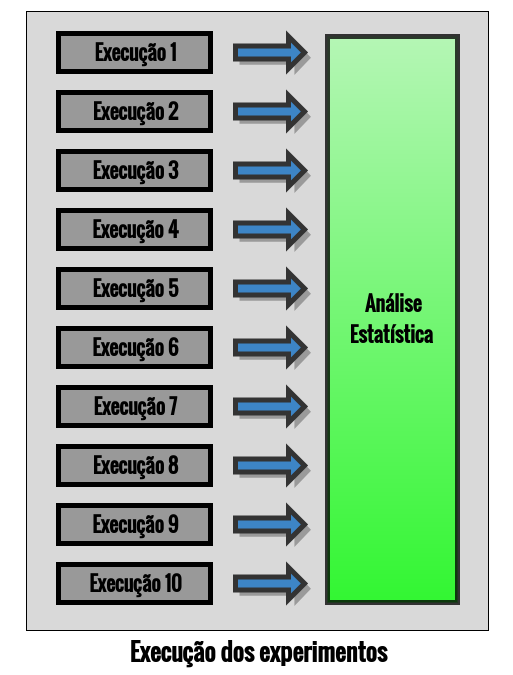 Execução 1
Execução 2
Execução 3
Execução 4
Execução 5
Execução 6
Execução 7
Execução 8
Execução 9
Execução 10
Análise
Estatística
Execução dos experimentos